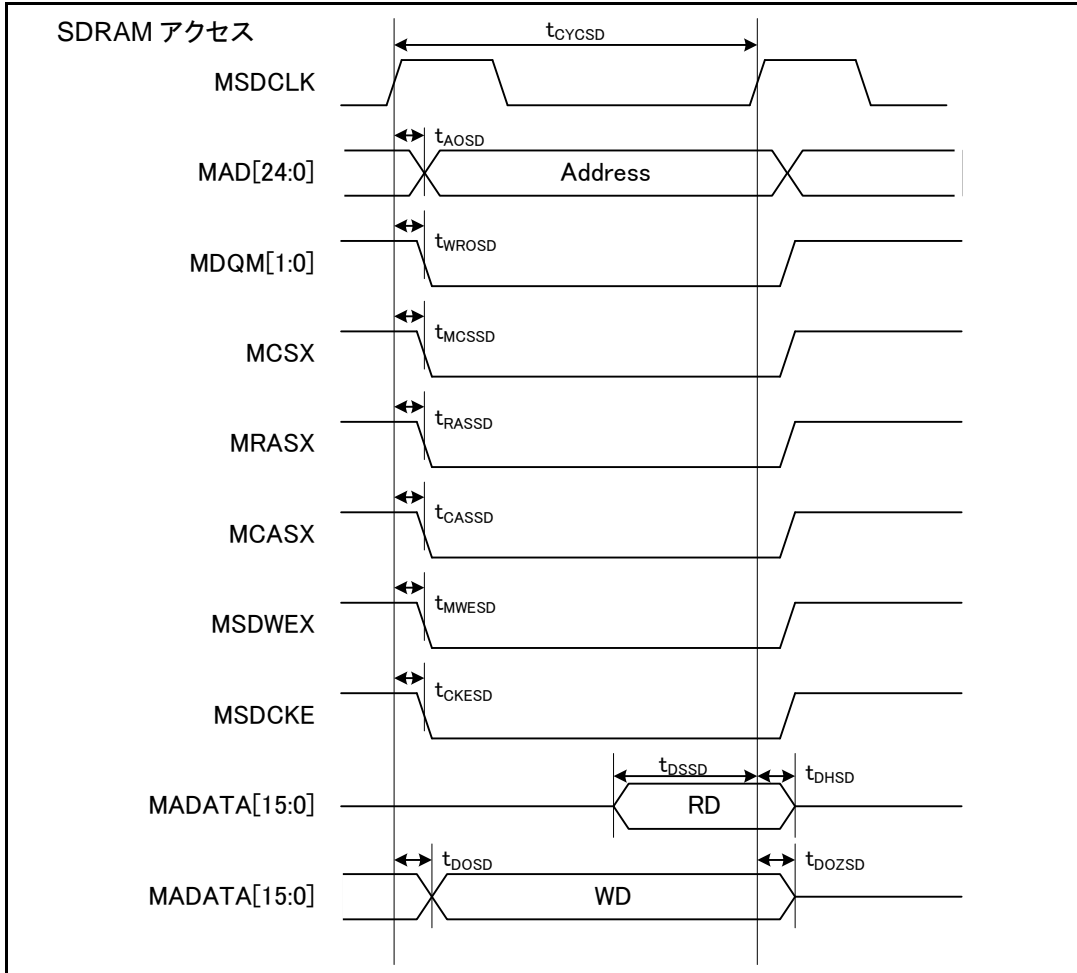 SDRAM アクセス
tCYCSD
MSDCLK
tAOSD
MAD[24:0]
Address
tWROSD
MDQM[1:0]
tMCSSD
MCSX
tRASSD
MRASX
tCASSD
MCASX
tMWESD
MSDWEX
tCKESD
MSDCKE
tDSSD
tDHSD
MADATA[15:0]
RD
tDOSD
tDOZSD
MADATA[15:0]
WD